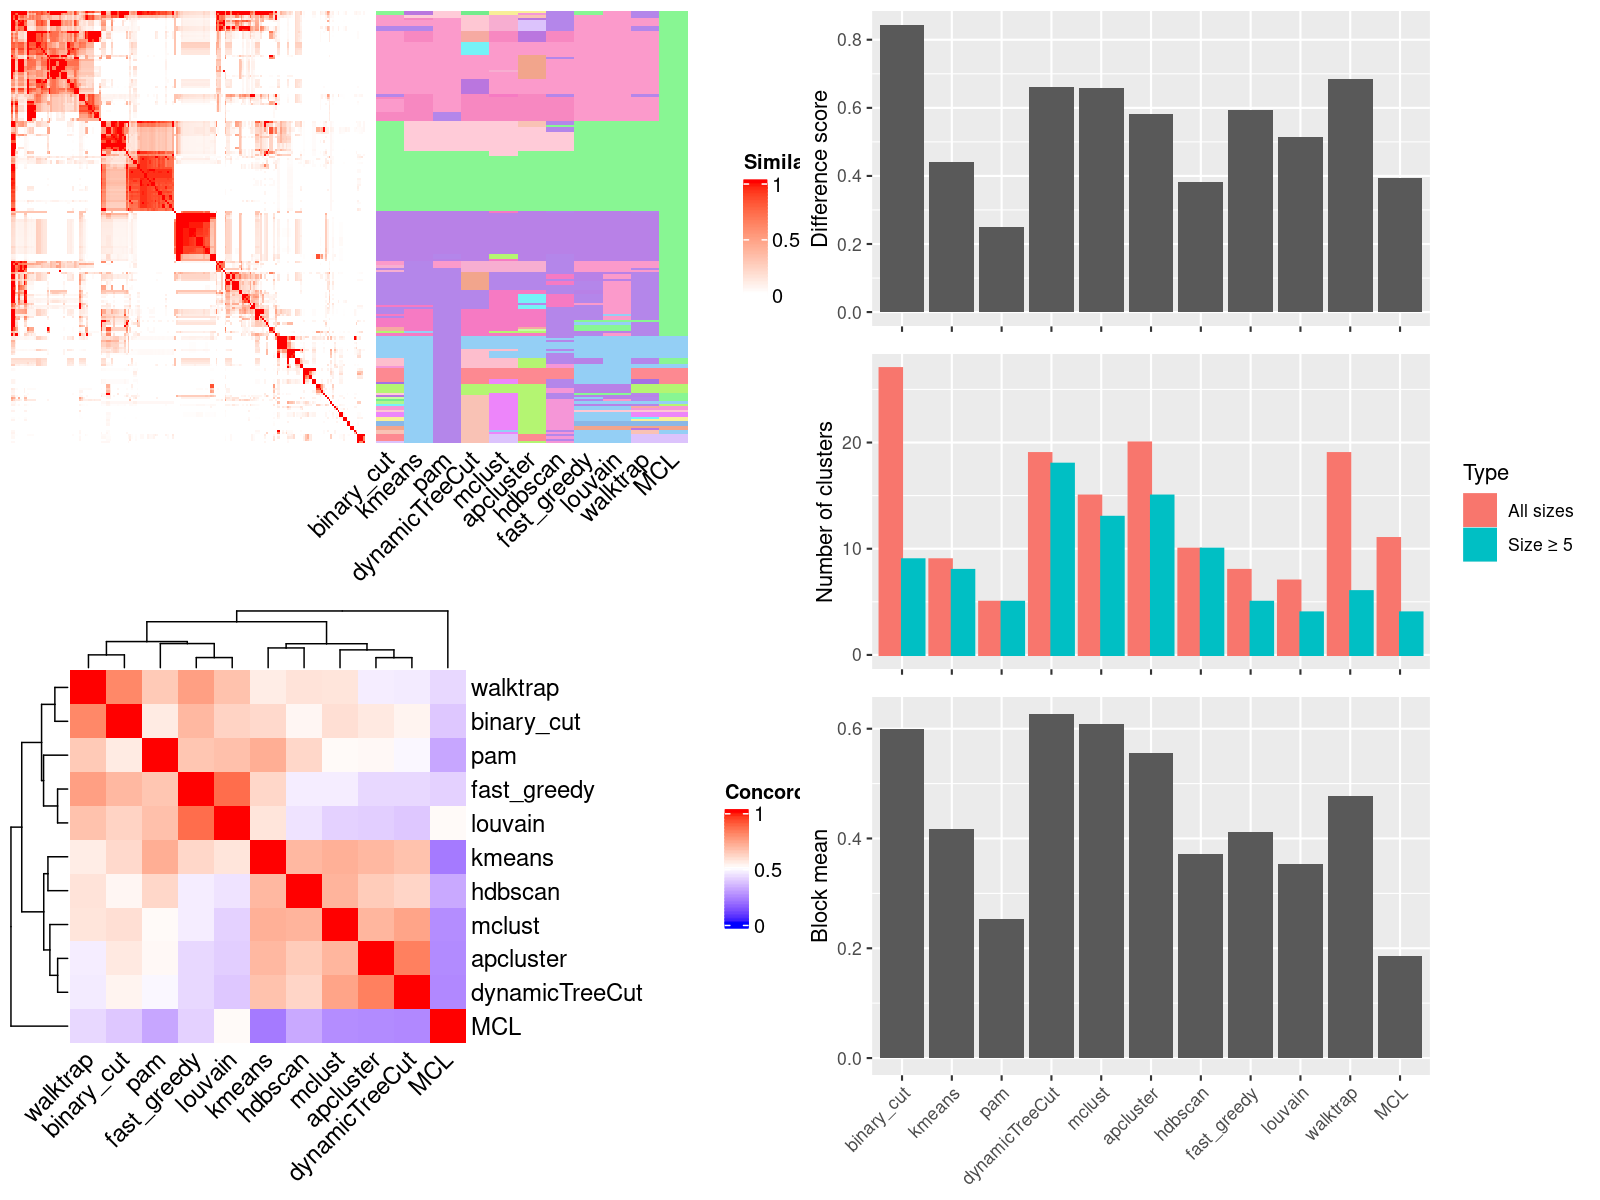 Simila
1
0.5
0
binary_cut
kmeans
pam
dynamicTreeCut
mclust
apcluster
hdbscan
fast_greedy
louvain
walktrap
MCL
walktrap
binary_cut
pam
fast_greedy
louvain
kmeans
hdbscan
mclust
apcluster
dynamicTreeCut
MCL
walktrap
binary_cut
pam
fast_greedy
louvain
kmeans
hdbscan
mclust
apcluster
dynamicTreeCut
MCL
Concord
1
0.5
0
Difference score
0.8
0.6
0.4
0.2
0.0
Number of clusters
20
10
0
Type
All sizes
Size ≥ 5
Block mean
0.6
0.4
0.2
0.0
binary_cut
kmeans
pam
dynamicTreeCut
mclust
apcluster
hdbscan
fast_greedy
louvain
walktrap
MCL